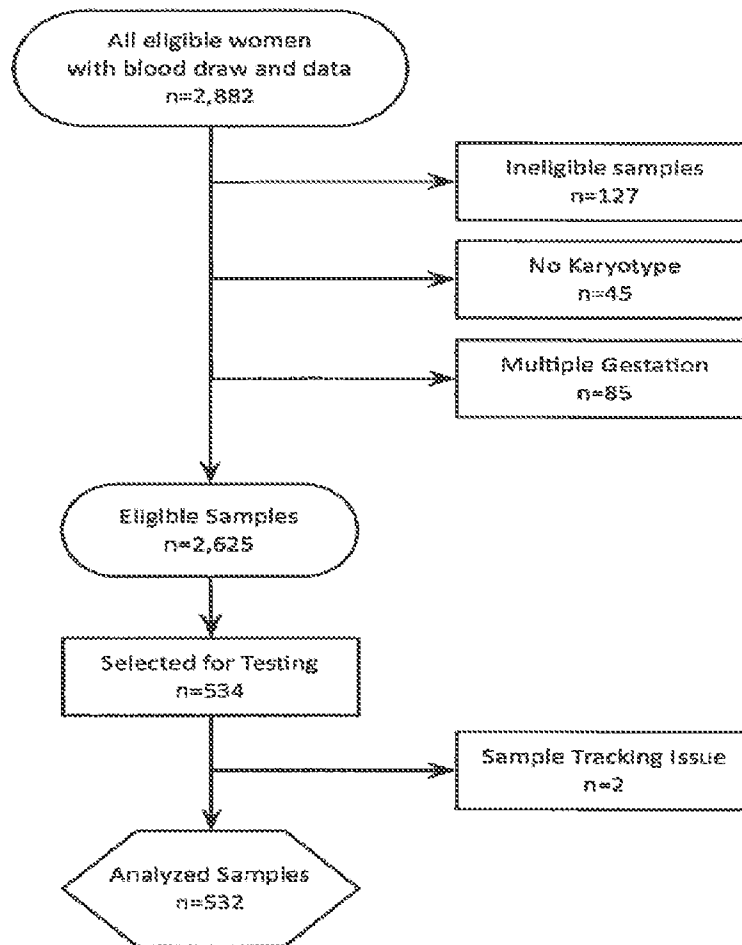 All eligible women
with blood draw and data
n=2,882
Ineligible samples
n=127
No Karyotype
n=45
Multiple Gestation
n=85
Eligible Samples
n=2,625
Selected for Testing
n=534
Sample Tracking Issue
n=2
Analyzed Samples
n=532